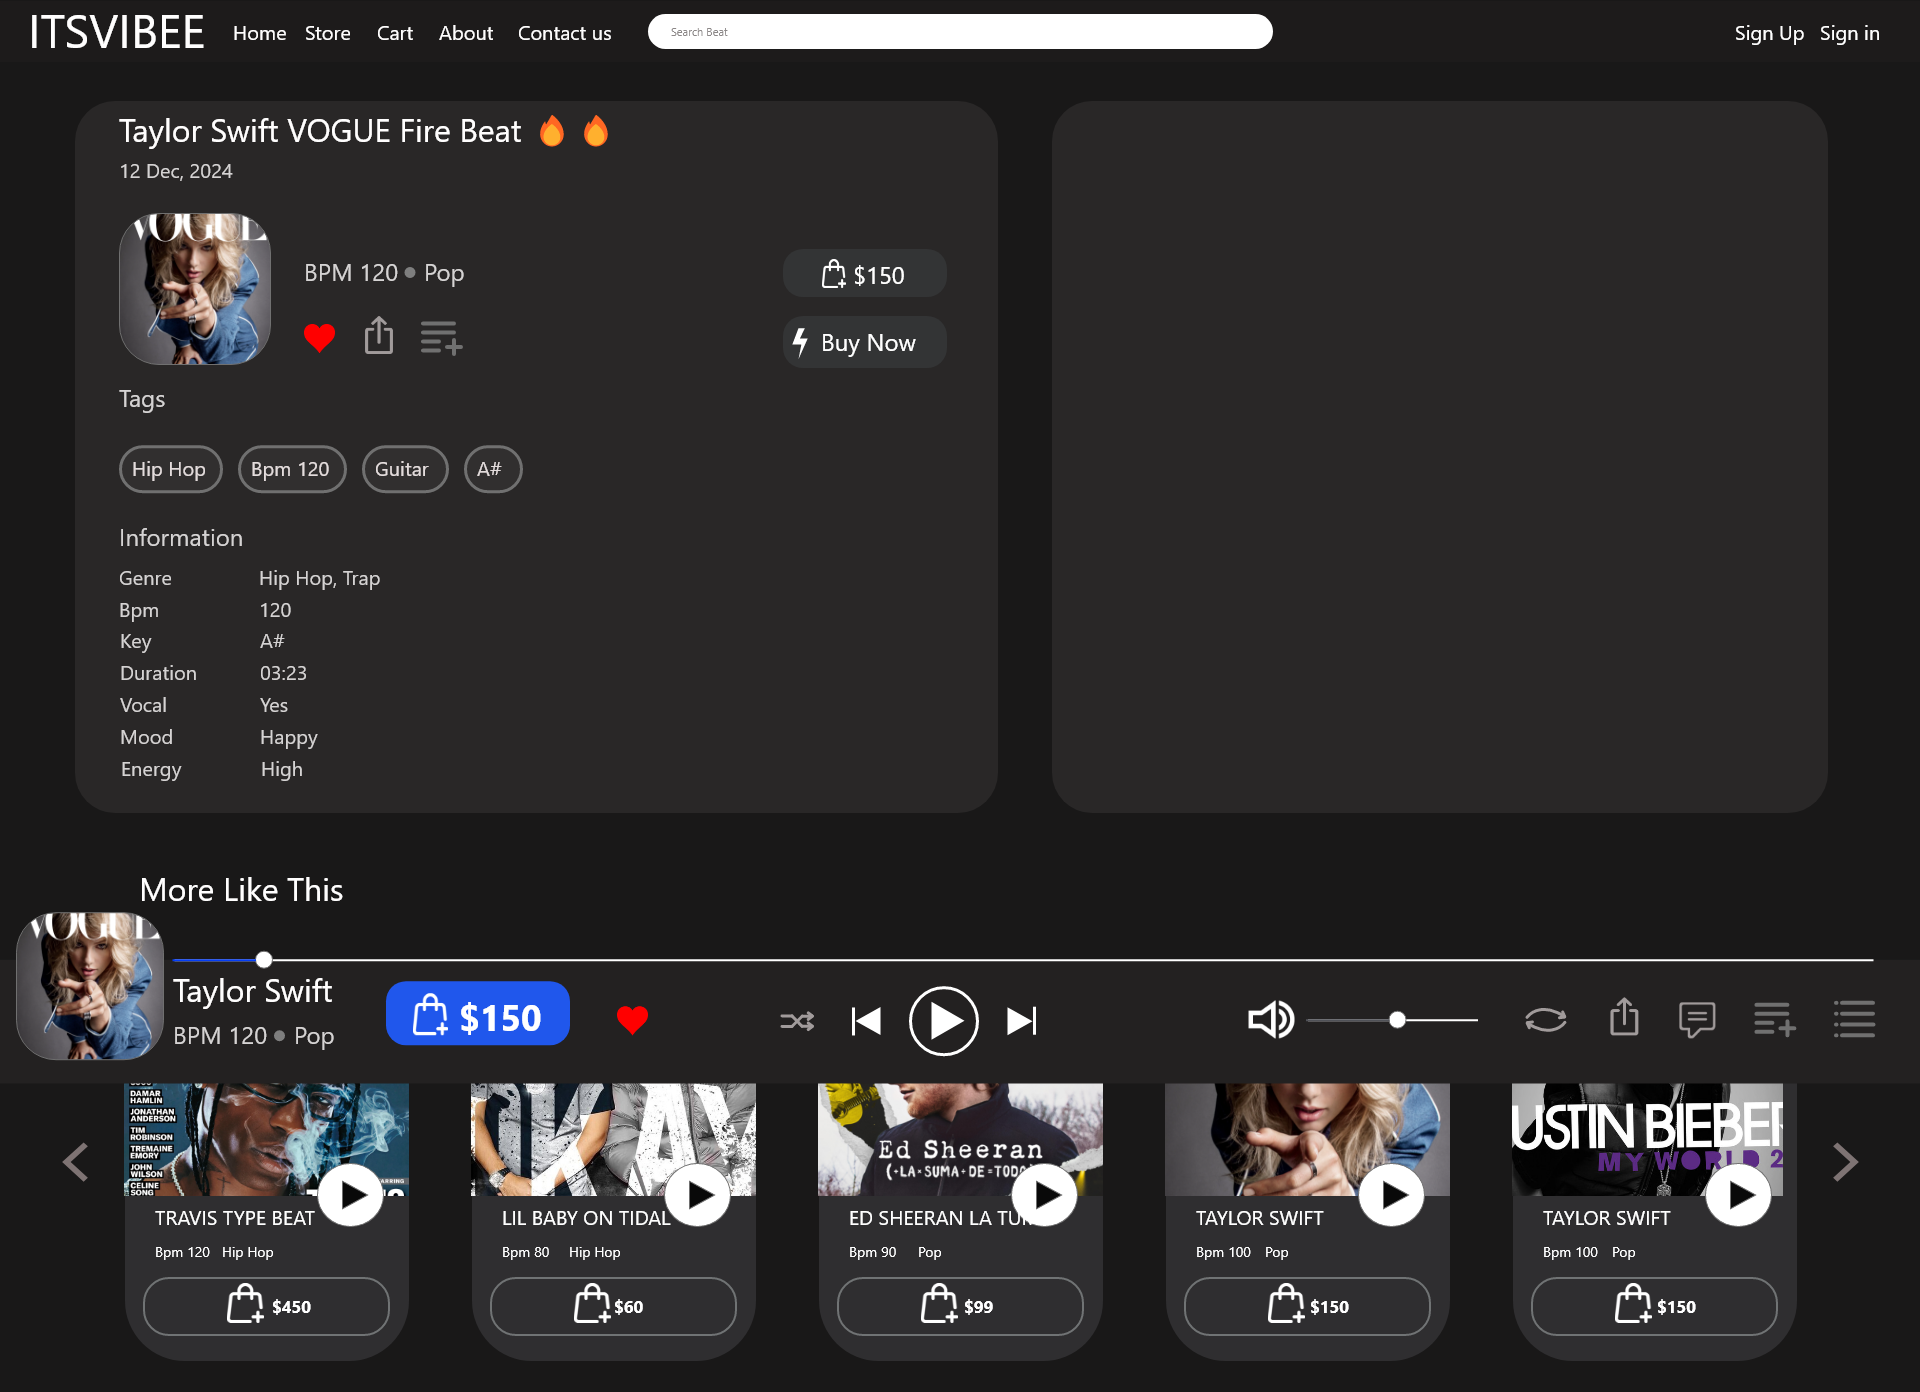 ITSVIBEE Home Store Cart About Contact us Search Beat Sign Up Sign in
Taylor Swift VOGUE Fire Beat 🔥 🔥
12 Dec, 2024
VOGUE
BPM 120 • Pop
$150
Buy Now
Tags
Hip Hop Bpm 120 Guitar A#
Information
Genre Hip Hop, Trap
Bpm 120
Key A#
Duration 03:23
Vocal Yes
Mood Happy
Energy High
More Like This
VOGUE
Taylor Swift
BPM 120 • Pop
$150
DAMAR
HAMLIN
JONATHAN
ANDERSON
TIM
ROBINSON
TREMAINE
EMORY
JOHN
WILSON
CELINE
SONG
TRAVIS TYPE BEAT
Bpm 120 Hip Hop
$450
LIL BABY ON TIDAL
Bpm 80 Hip Hop
$60
Ed Sheeran
(+LA×SUMA÷DE=TODO
ED SHEERAN LA TUN
Bpm 90 Pop
$99
TAYLOR SWIFT
Bpm 100 Pop
$150
USTIN BIEBER
MY WORLD 2
TAYLOR SWIFT
Bpm 100 Pop
$150